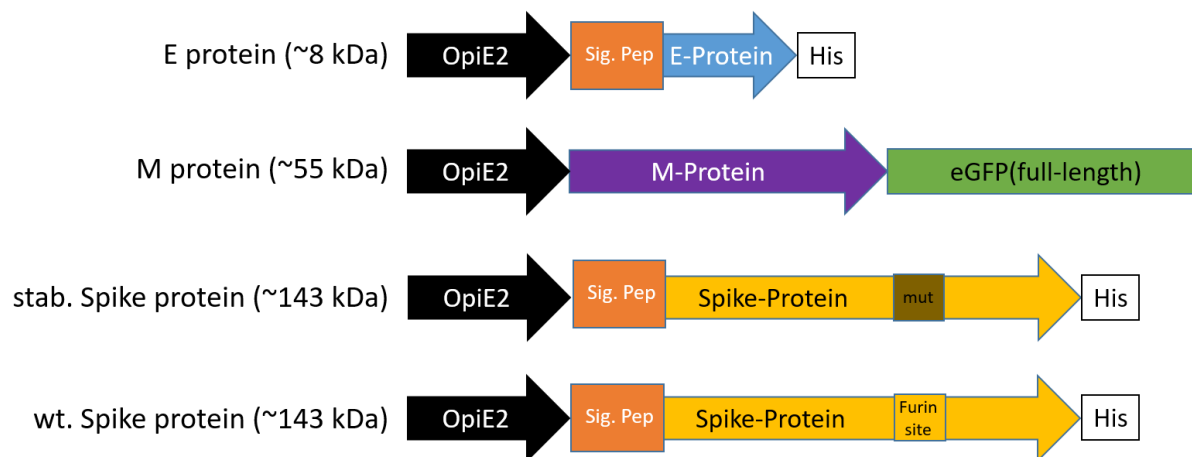 E protein (~8 kDa) OpiE2 Sig. Pep E-Protein His
M protein (~55 kDa) OpiE2 M-Protein eGFP(full-length)
stab. Spike protein (~143 kDa) OpiE2 Sig. Pep Spike-Protein mut His
wt. Spike protein (~143 kDa) OpiE2 Sig. Pep Spike-Protein Furin site His